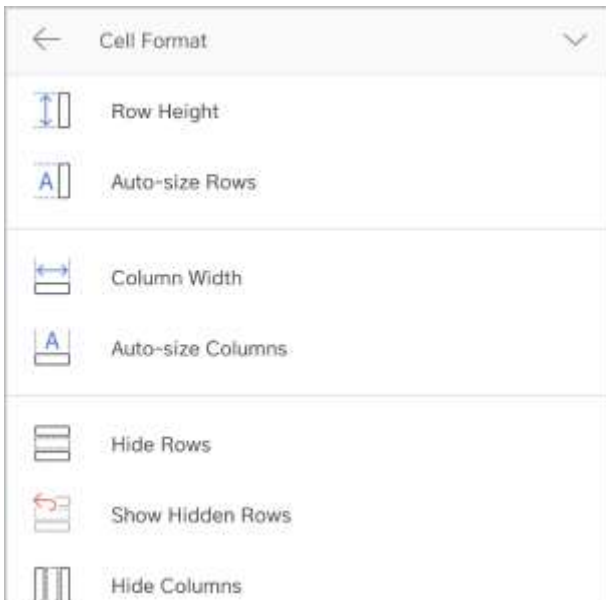 Cell Format
Row Height
A Auto-size Rows
Column Width
A Auto-size Columns
Hide Rows
Show Hidden Rows
Hide Columns